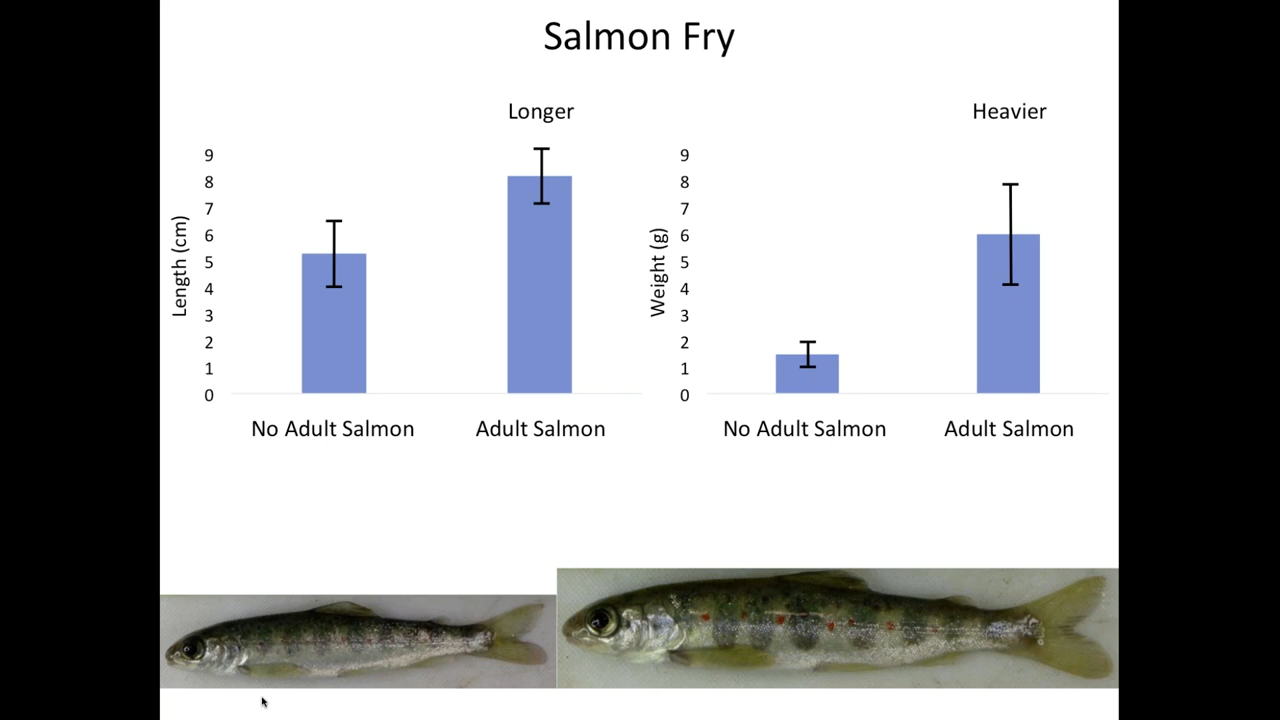 Salmon Fry
Longer
Heavier
Length (cm)
9
8
7
6
5
4
3
2
1
0
No Adult Salmon
Adult Salmon
Weight (g)
9
8
7
6
5
4
3
2
1
0
No Adult Salmon
Adult Salmon